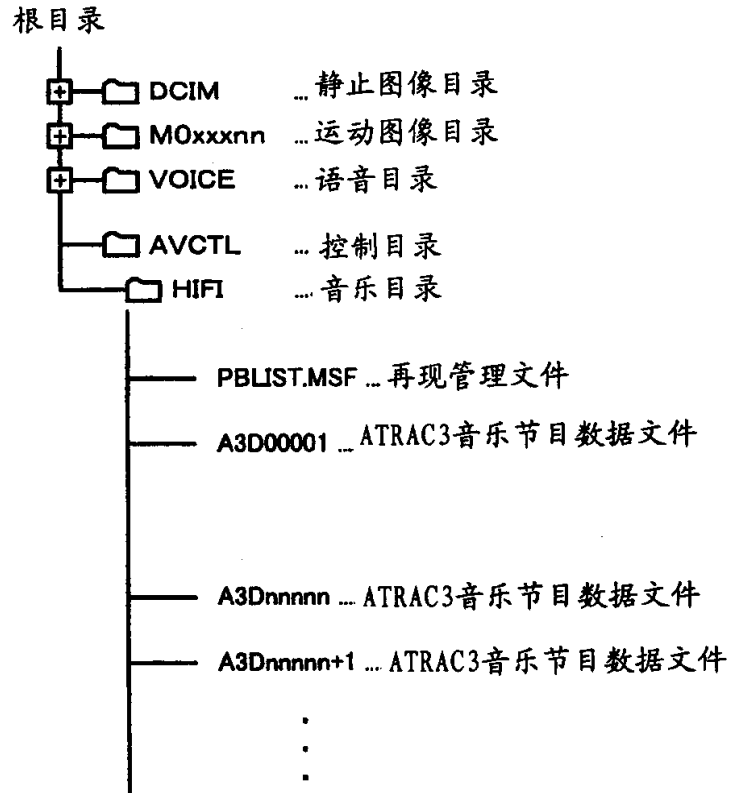 根目录
DCIM ...静止图像目录
MOxxxnn ...运动图像目录
VOICE ...语音目录
AVCTL ...控制目录
HIFI ....音乐目录
PBLIST.MSF ...再现管理文件
A3D00001 ...ATRAC3音乐节目数据文件
A3Dnnnnn ...ATRAC3音乐节目数据文件
A3Dnnnnn+1 ...ATRAC3音乐节目数据文件